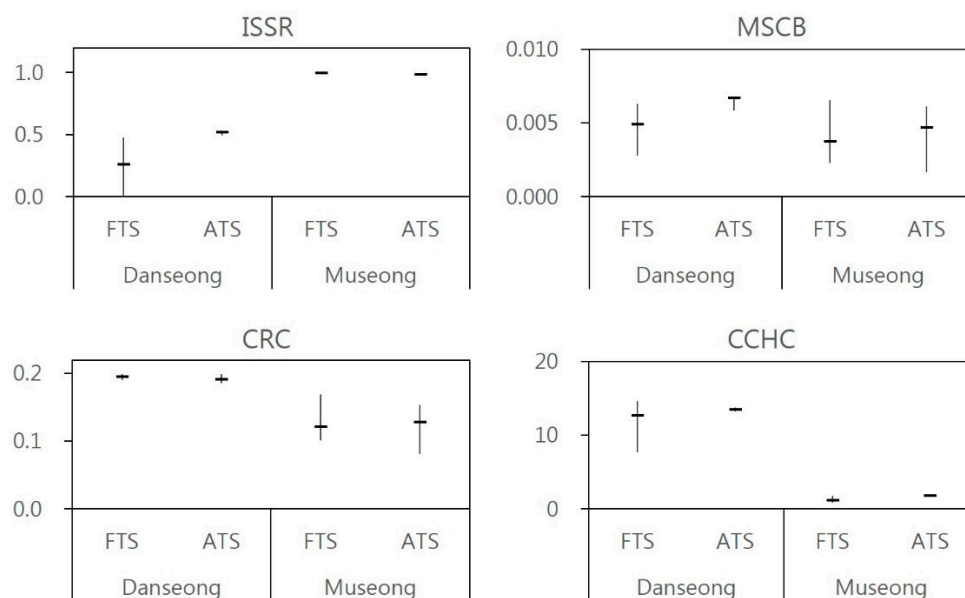 ISSR
1.0
0.5
0.0
FTS ATS FTS ATS
Danseong Museong
MSCB
0.010
0.005
0.000
FTS ATS FTS ATS
Danseong Museong
CRC
0.2
0.1
0.0
FTS ATS FTS ATS
Danseong Museong
CCHC
20
10
0
FTS ATS FTS ATS
Danseong Museong